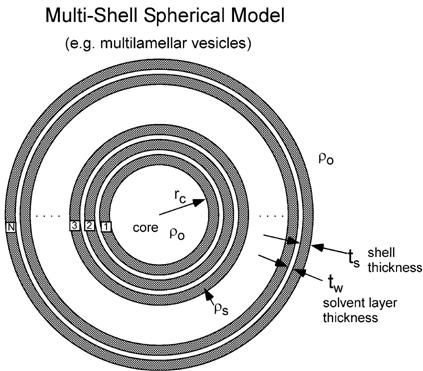 Multi-Shell Spherical Model
(e.g. multilamellar vesicles)
ρo
rc
core ρo
N ..... 3 2 1 .....
ts shell thickness
ρs
tw
solvent layer
thickness